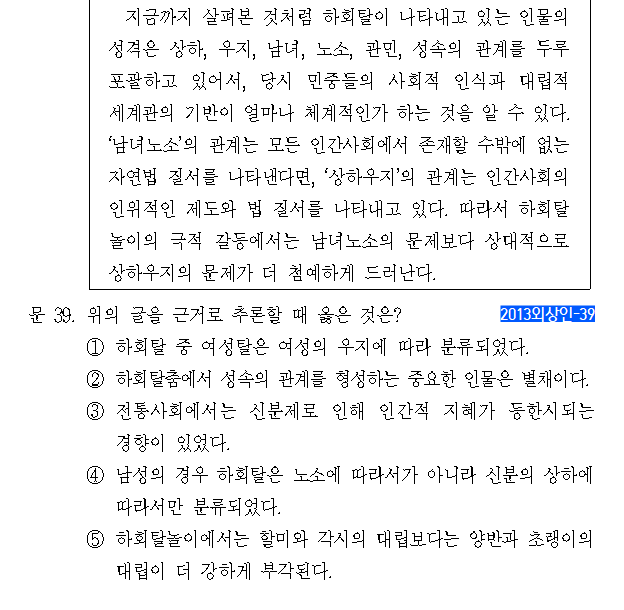 지금까지 살펴본 것처럼 하회탈이 나타내고 있는 인물의
성격은 상하, 우지, 남녀, 노소, 관민, 성속의 관계를 두루
포괄하고 있어서, 당시 민중들의 사회적 인식과 대립적
세계관의 기반이 얼마나 체계적인가 하는 것을 알 수 있다.
‘남녀노소’의 관계는 모든 인간사회에서 존재할 수밖에 없는
자연법 질서를 나타낸다면, ‘상하우지’의 관계는 인간사회의
인위적인 제도와 법 질서를 나타내고 있다. 따라서 하회탈
놀이의 극적 갈등에서는 남녀노소의 문제보다 상대적으로
상하우지의 문제가 더 첨예하게 드러난다.
문 39. 위의 글을 근거로 추론할 때 옳은 것은? 2013외상인-39
① 하회탈 중 여성탈은 여성의 우지에 따라 분류되었다.
② 하회탈춤에서 성속의 관계를 형성하는 중요한 인물은 별채이다.
③ 전통사회에서는 신분제로 인해 인간적 지혜가 등한시되는
경향이 있었다.
④ 남성의 경우 하회탈은 노소에 따라서가 아니라 신분의 상하에
따라서만 분류되었다.
⑤ 하회탈놀이에서는 할미와 각시의 대립보다는 양반과 초랭이의
대립이 더 강하게 부각된다.